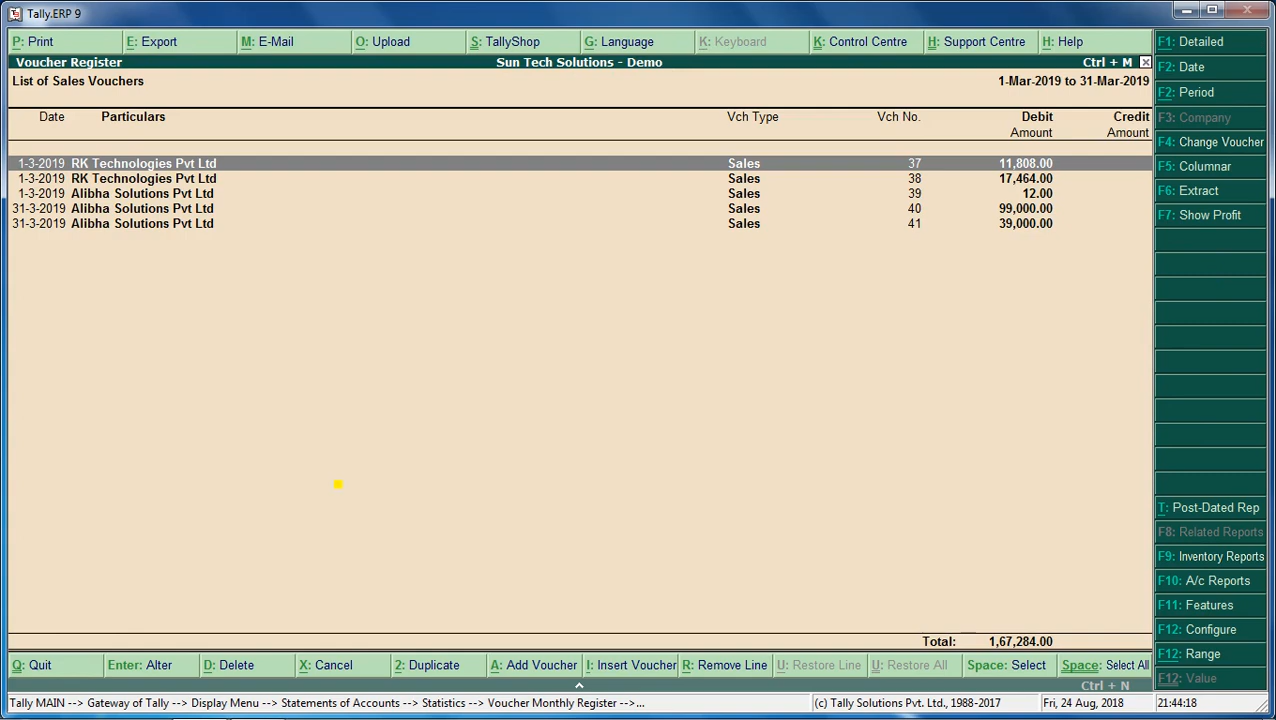 Tally.ERP 9
P: Print E: Export M: E-Mail O: Upload S: TallyShop G: Language K: Keyboard K: Control Centre H: Support Centre H: Help
Voucher Register Sun Tech Solutions - Demo Ctrl + M
List of Sales Vouchers 1-Mar-2019 to 31-Mar-2019
Date Particulars Vch Type Vch No. Debit Credit
Amount Amount
1-3-2019 RK Technologies Pvt Ltd Sales 37 11,808.00
1-3-2019 RK Technologies Pvt Ltd Sales 38 17,464.00
1-3-2019 Alibha Solutions Pvt Ltd Sales 39 12.00
31-3-2019 Alibha Solutions Pvt Ltd Sales 40 99,000.00
31-3-2019 Alibha Solutions Pvt Ltd Sales 41 39,000.00
Total: 1,67,284.00
Q: Quit Enter: Alter D: Delete X: Cancel 2: Duplicate A: Add Voucher I: Insert Voucher R: Remove Line U: Restore Line U: Restore All Space: Select Space: Select All
Ctrl + N
Tally MAIN --> Gateway of Tally --> Display Menu --> Statements of Accounts --> Statistics --> Voucher Monthly Register -->... (c) Tally Solutions Pvt. Ltd., 1988-2017 Fri, 24 Aug, 2018 21:44:18
F1: Detailed
F2: Date
F2: Period
F3: Company
F4: Change Voucher
F5: Columnar
F6: Extract
F7: Show Profit
T: Post-Dated Rep
F8: Related Reports
F9: Inventory Reports
F10: A/c Reports
F11: Features
F12: Configure
F12: Range
F12: Value